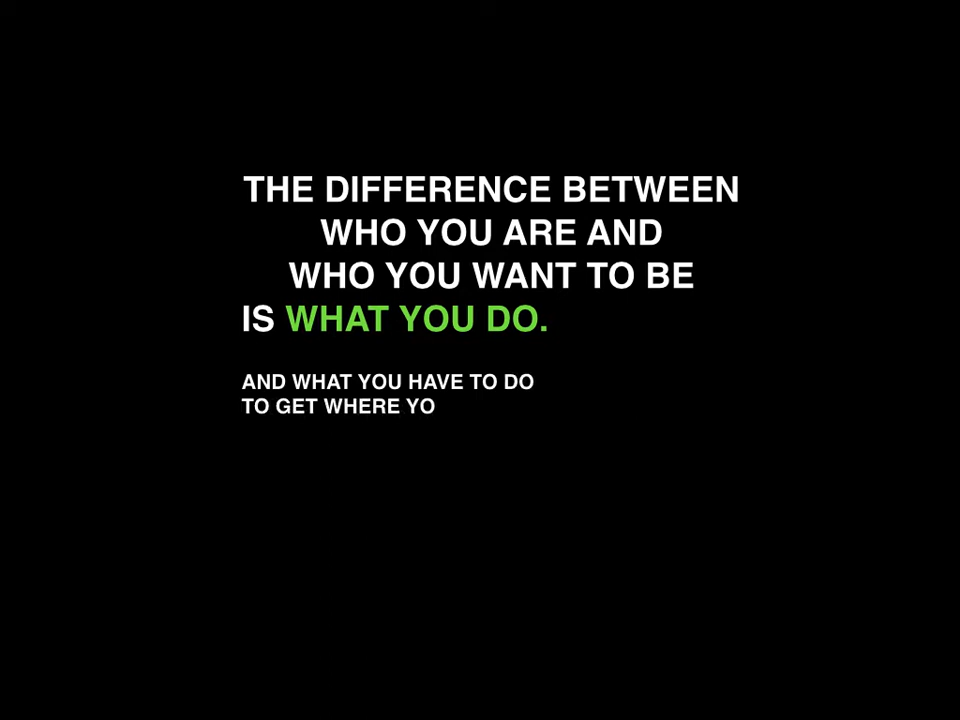 THE DIFFERENCE BETWEEN
WHO YOU ARE AND
WHO YOU WANT TO BE
IS WHAT YOU DO.
AND WHAT YOU HAVE TO DO
TO GET WHERE YO